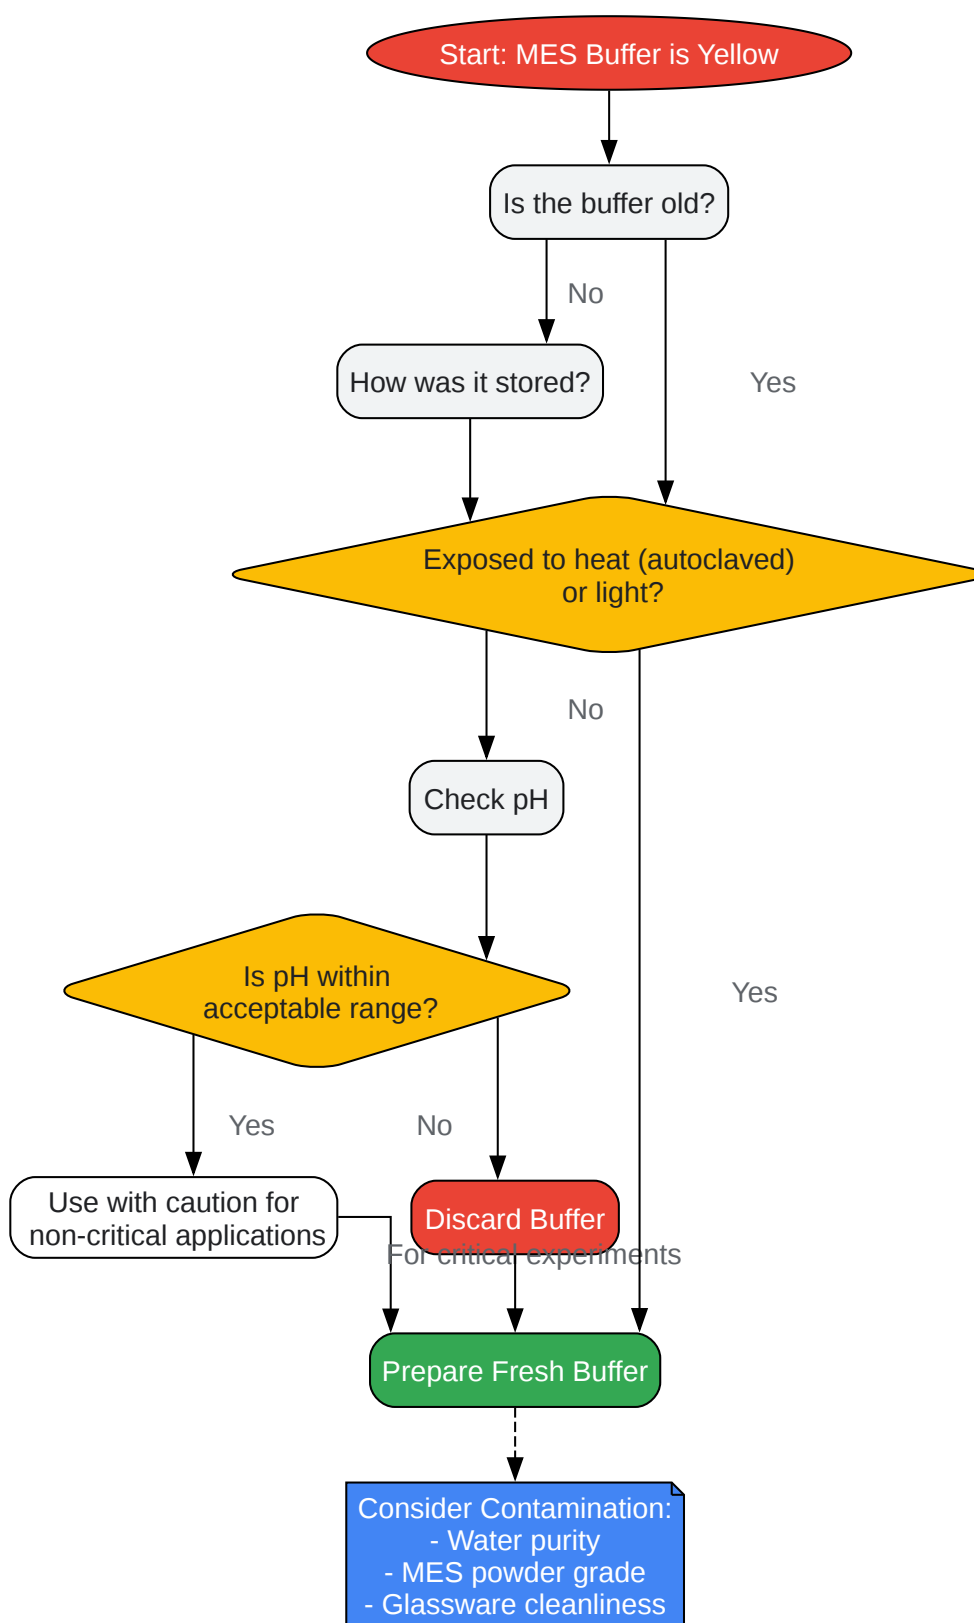 Start: MES Buffer is Yellow
Is the buffer old?
No
How was it stored?
Yes
Exposed to heat (autoclaved)
or light?
No
Check pH
Is pH within
acceptable range?
Yes
Yes
No
Use with caution for
non-critical applications
Discard Buffer
For critical experiments
Prepare Fresh Buffer
Consider Contamination:
- Water purity
- MES powder grade
- Glassware cleanliness